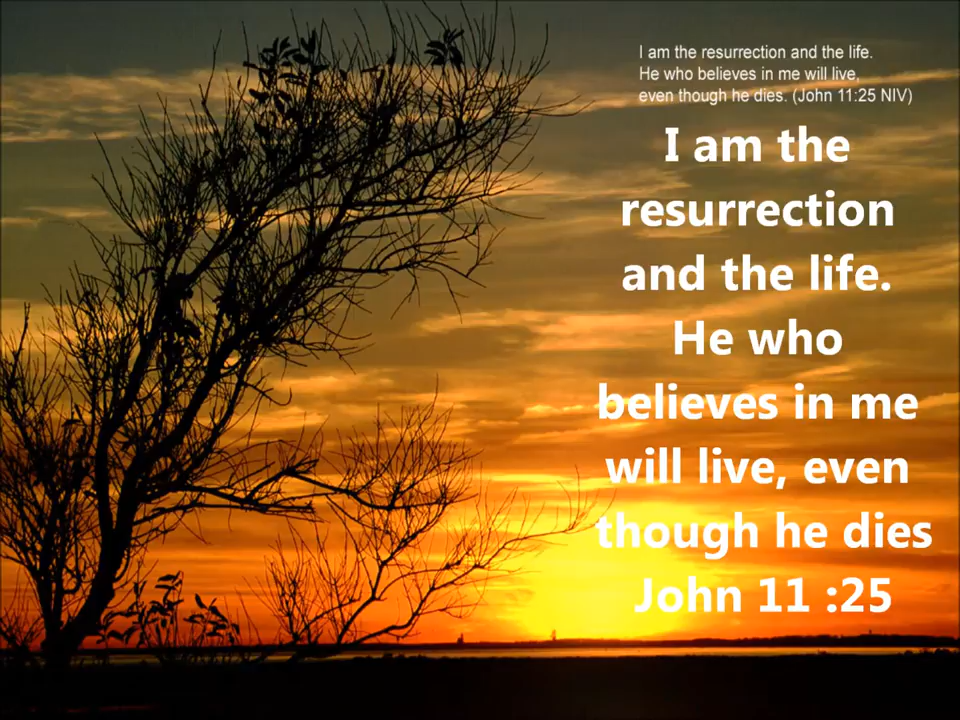 I am the resurrection and the life.
He who believes in me will live,
even though he dies. (John 11:25 NIV)
I am the
resurrection
and the life.
He who
believes in me
will live, even
though he dies
John 11 :25